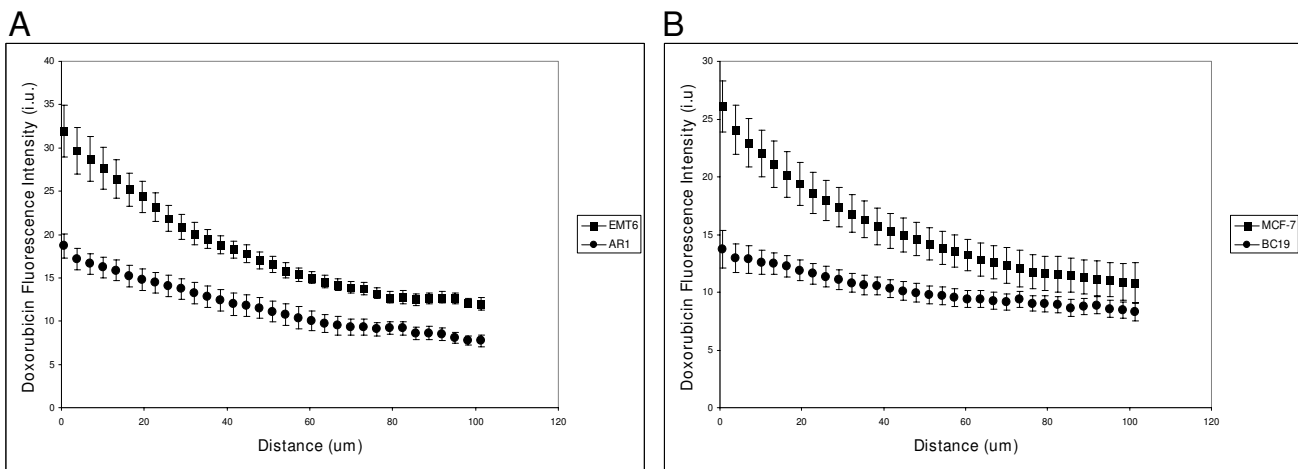 A
40
35
30
25
20
15
10
5
0
0 20 40 60 80 100 120
Doxorubicin Fluorescence Intensity (i.u.)
Distance (um)
EMT6
AR1
B
30
25
20
15
10
5
0
0 20 40 60 80 100 120
Doxorubicin Fluorescence Intensity (i.u)
Distance (um)
MCF-7
BC19